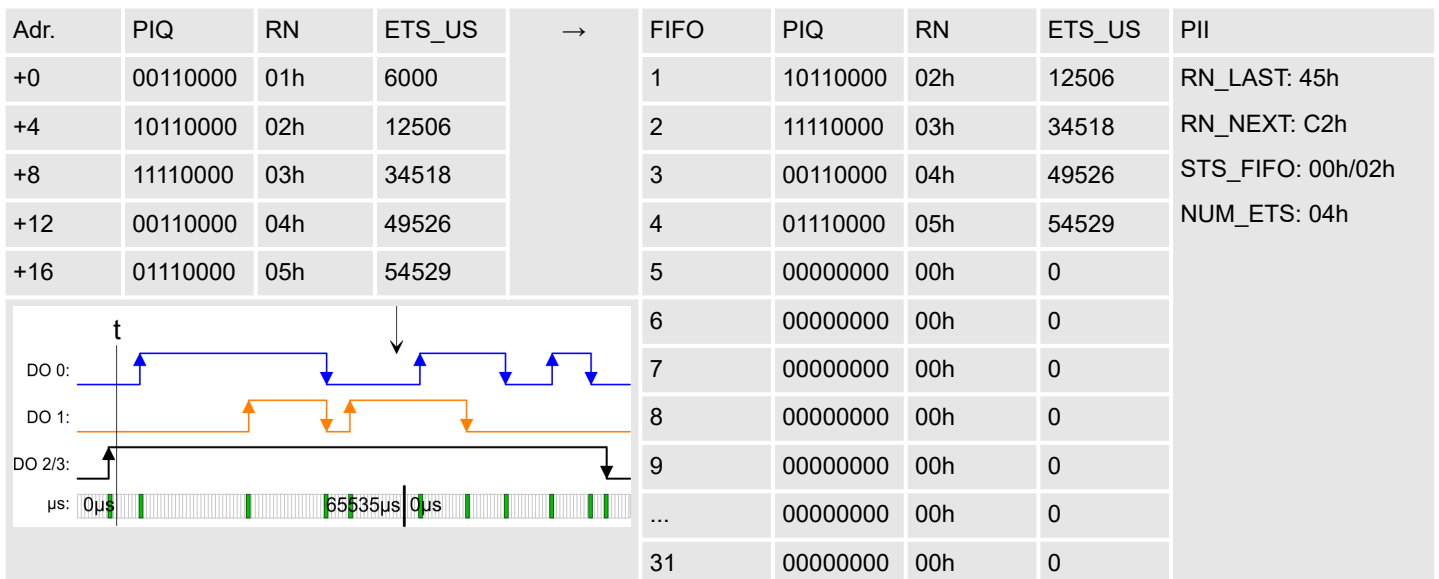 Adr. PIQ RN ETS_US → FIFO PIQ RN ETS_US PII
+0 00110000 01h 6000 1 10110000 02h 12506 RN_LAST: 45h
+4 10110000 02h 12506 2 11110000 03h 34518 RN_NEXT: C2h
+8 11110000 03h 34518 3 00110000 04h 49526 STS_FIFO: 00h/02h
+12 00110000 04h 49526 4 01110000 05h 54529 NUM_ETS: 04h
+16 01110000 05h 54529 5 00000000 00h 0
t
6 00000000 00h 0
DO 0:
7 00000000 00h 0
DO 1:
8 00000000 00h 0
DO 2/3:
9 00000000 00h 0
µs: 0µs 65535µs 0µs
... 00000000 00h 0
31 00000000 00h 0